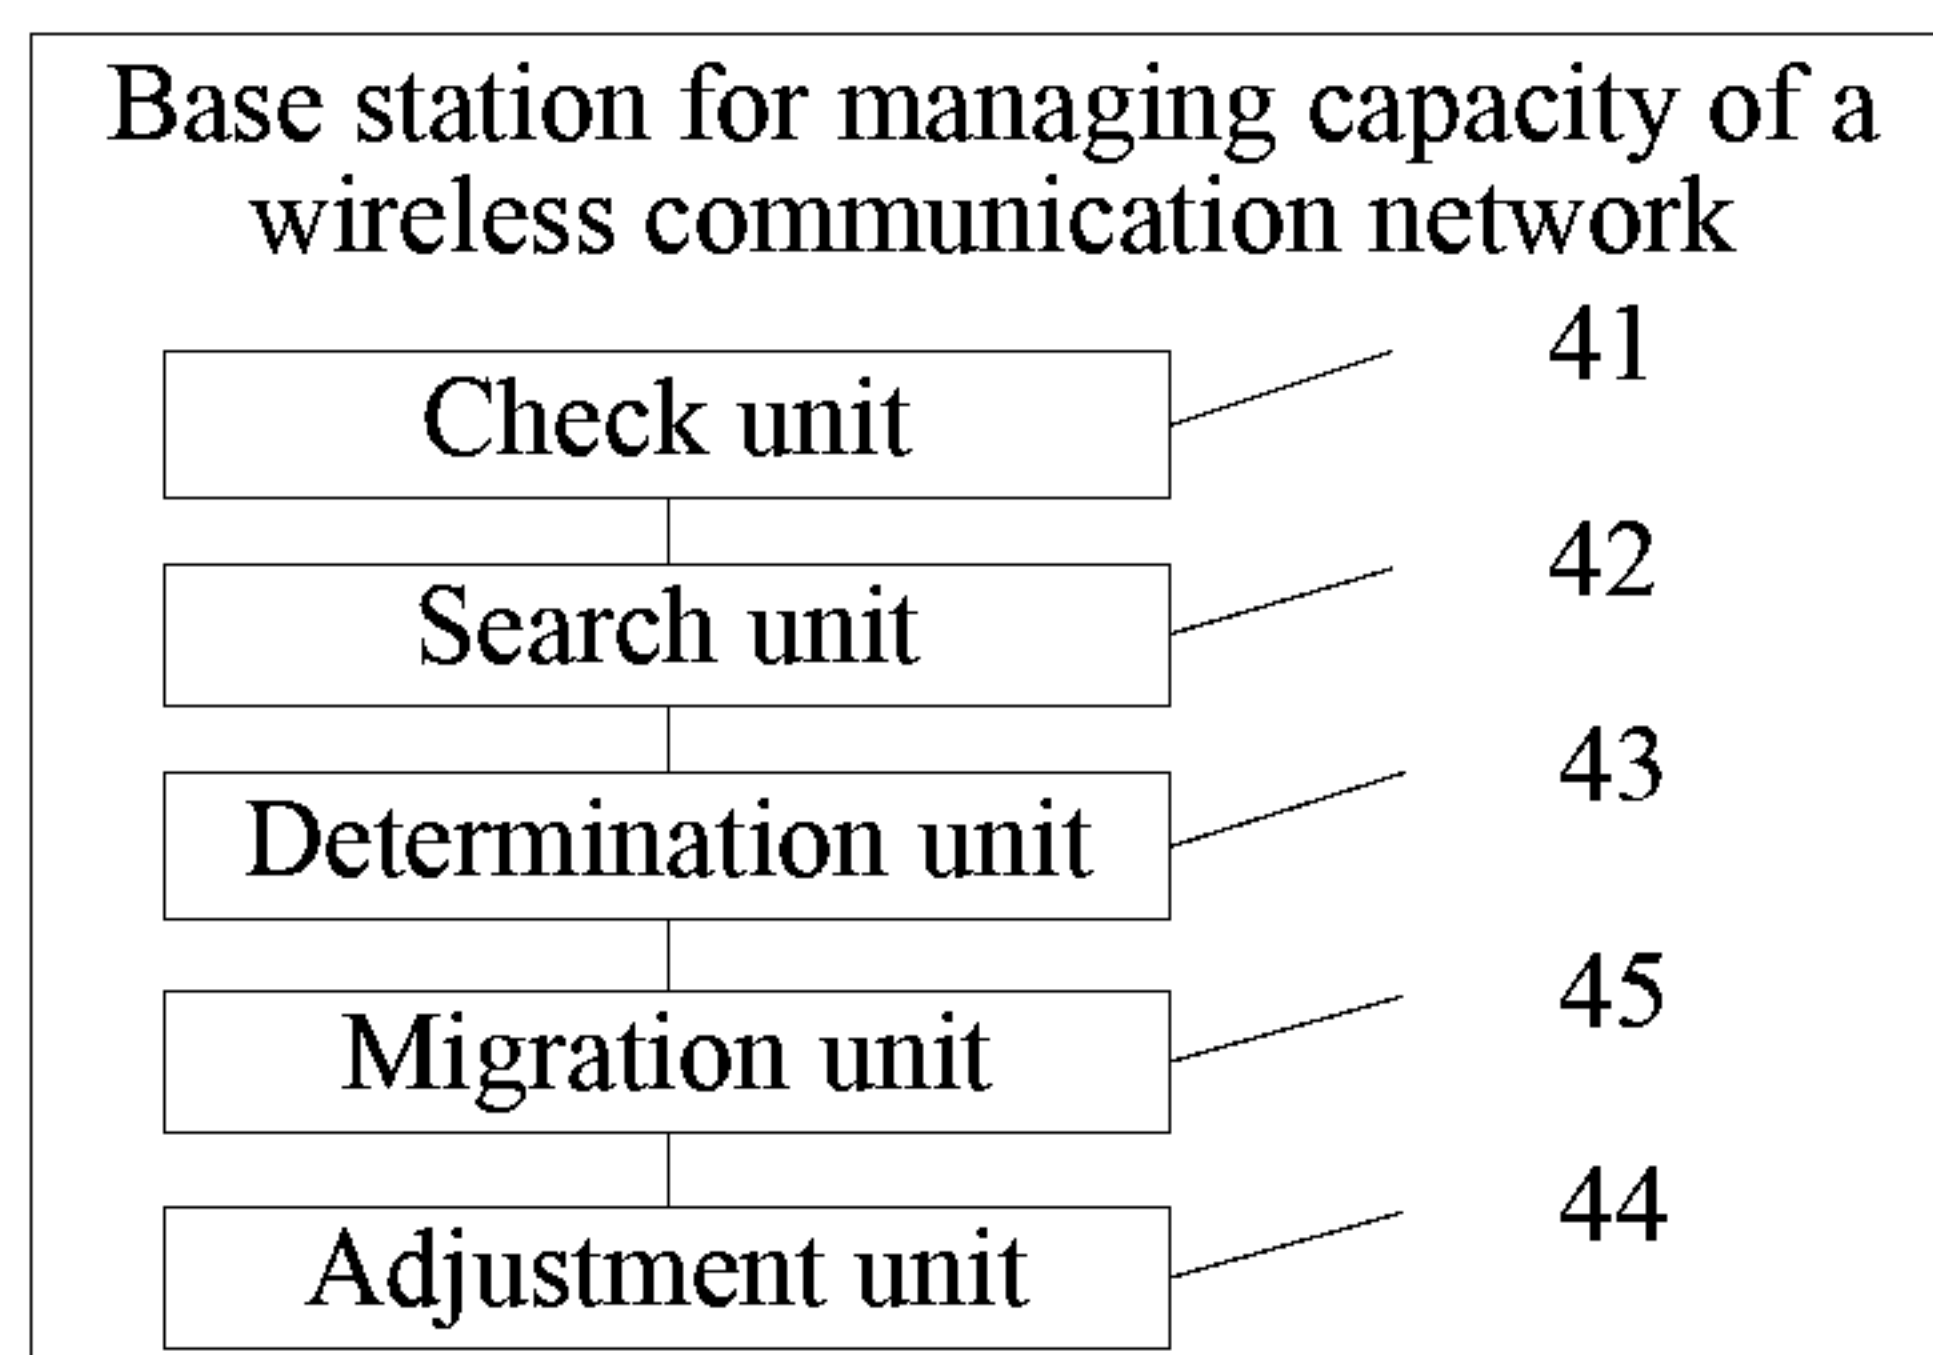 Base station for managing capacity of a
wireless communication network
41
Check unit
42
Search unit
43
Determination unit
45
Migration unit
44
Adjustment unit